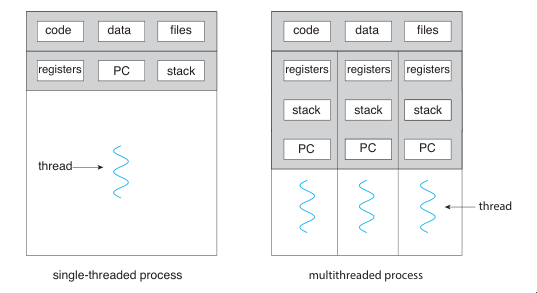 code data files
registers PC stack
thread
single-threaded process
code data files
registers registers registers
stack stack stack
PC PC PC
thread
multithreaded process